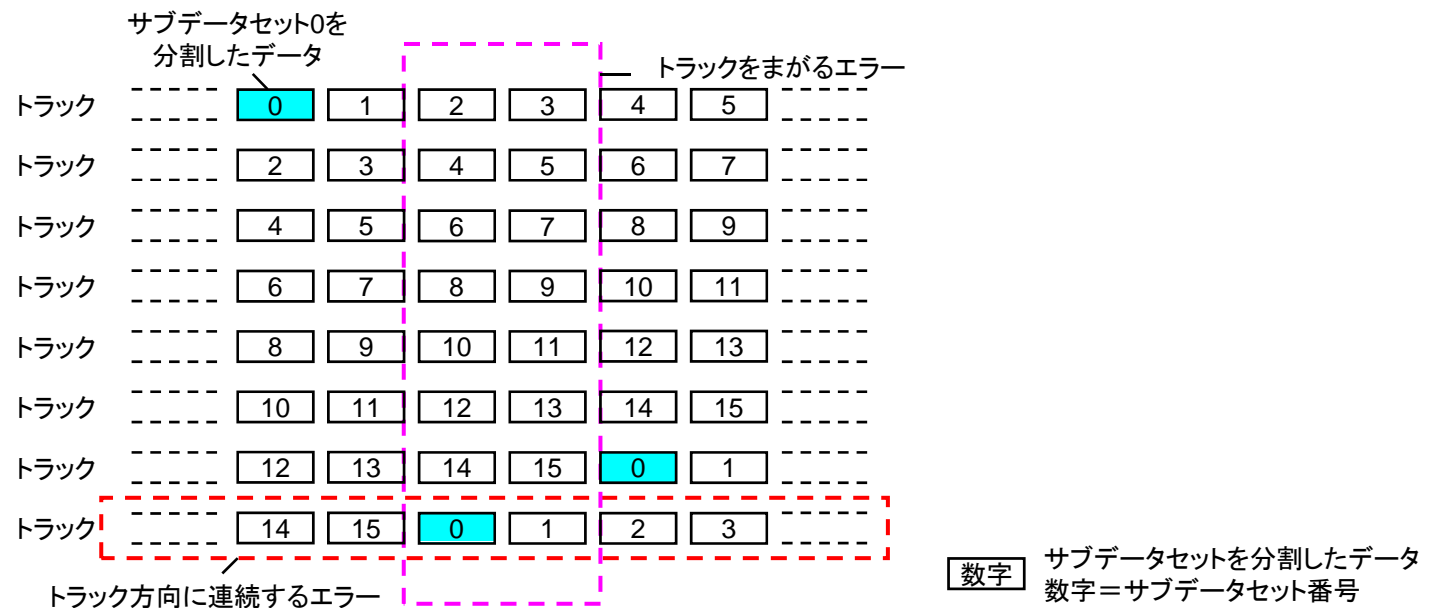 サブデータセット0を
分割したデータ
トラックをまがるエラー
トラック 0 1 2 3 4 5
トラック 2 3 4 5 6 7
トラック 4 5 6 7 8 9
トラック 6 7 8 9 10 11
トラック 8 9 10 11 12 13
トラック 10 11 12 13 14 15
トラック 12 13 14 15 0 1
トラック 14 15 0 1 2 3
トラック方向に連続するエラー
数字 サブデータセットを分割したデータ
数字＝サブデータセット番号